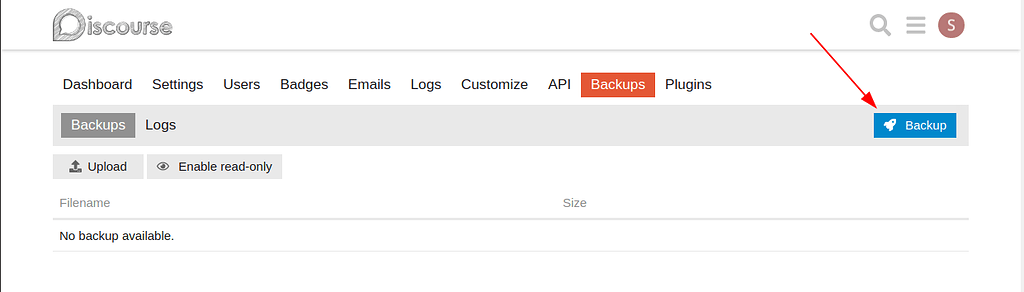 Discourse
S
Dashboard Settings Users Badges Emails Logs Customize API Backups Plugins
Backups Logs Backup
Upload Enable read-only
Filename Size
No backup available.